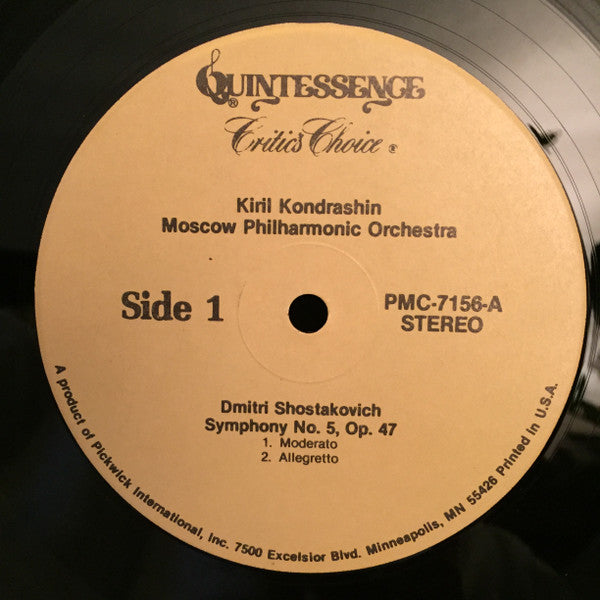 QUINTESSENCE®
Critic's Choice ®
Kiril Kondrashin
Moscow Philharmonic Orchestra
Side 1
PMC-7156-A
STEREO
Dmitri Shostakovich
Symphony No. 5, Op. 47
1. Moderato
2. Allegretto
A product of Pickwick International, Inc. 7500 Excelsior Blvd. Minneapolis, MN 55426 Printed in U.S.A.